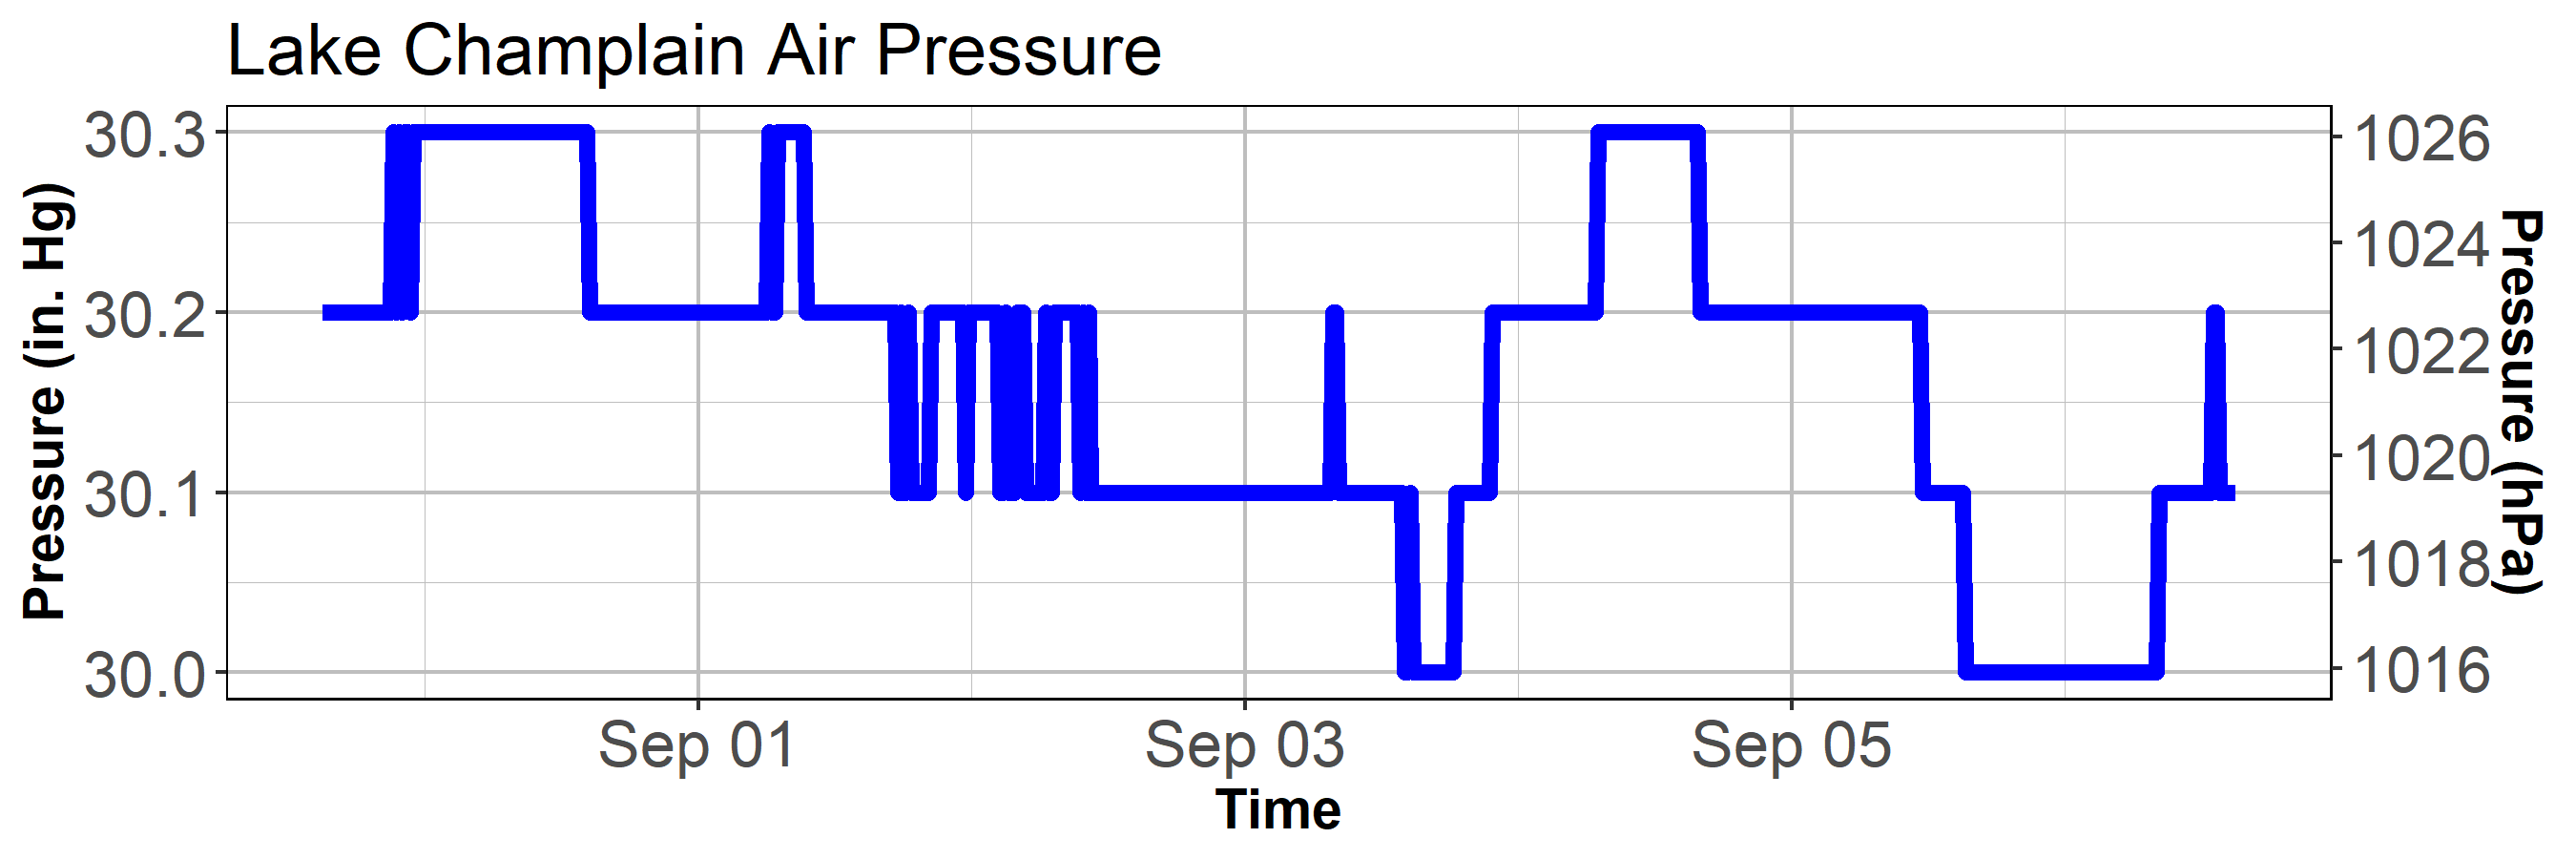 Lake Champlain Air Pressure
Pressure (in. Hg)
30.3
30.2
30.1
30.0
1026
1024
1022
1020
1018
1016
Pressure (hPa)
Sep 01
Sep 03
Sep 05
Time